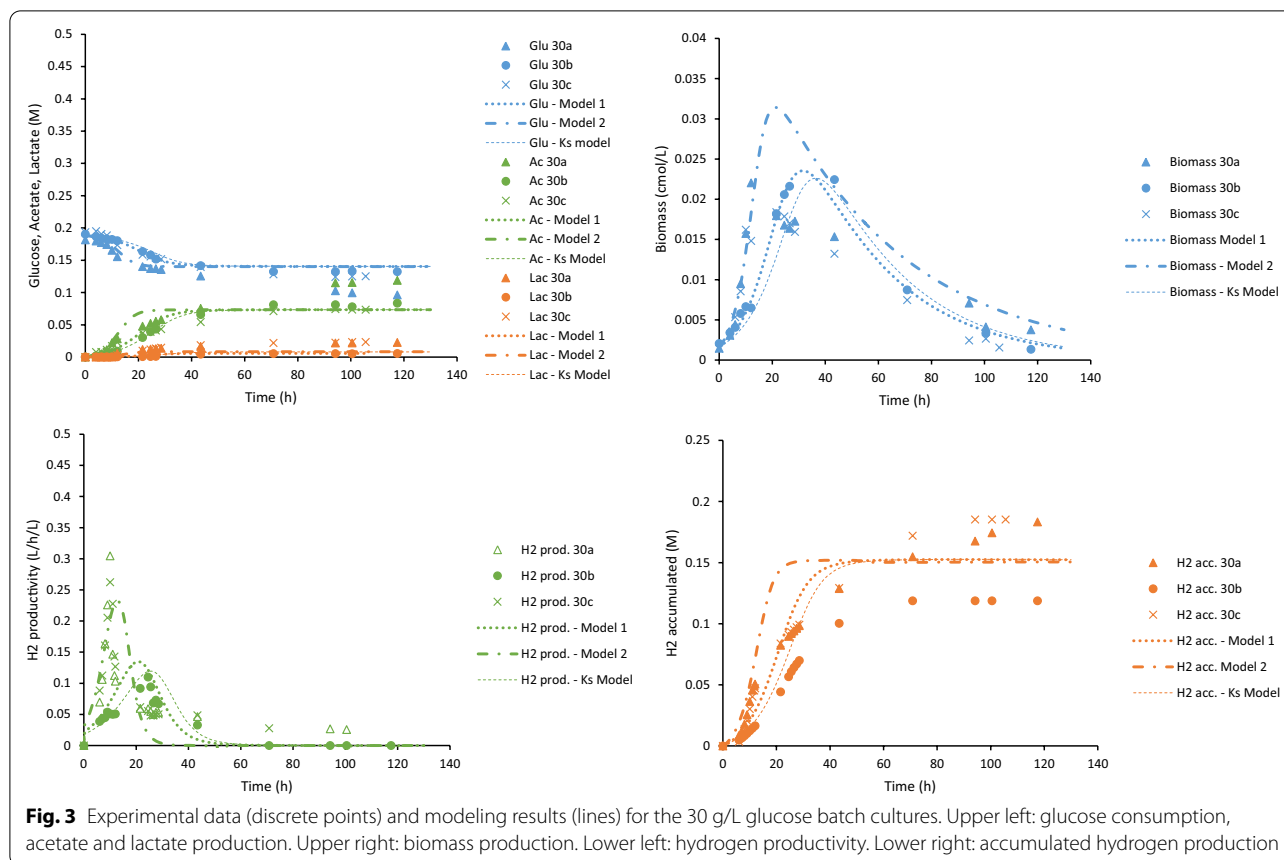 0.5
0.45
0.4
0.35
0.3
0.25
0.2
0.15
0.1
0.05
0
0 20 40 60 80 100 120 140
Glucose, Acetate, Lactate (M)
Time (h)
Glu 30a
Glu 30b
Glu 30c
Glu - Model 1
Glu - Model 2
Glu - Ks model
Ac 30a
Ac 30b
Ac 30c
Ac - Model 1
Ac - Model 2
Ac - Ks Model
Lac 30a
Lac 30b
Lac 30c
Lac - Model 1
Lac - Model 2
Lac - Ks Model
0.04
0.035
0.03
0.025
0.02
0.015
0.01
0.005
0
0 20 40 60 80 100 120 140
Biomass (cmol/L)
Time (h)
Biomass 30a
Biomass 30b
Biomass 30c
Biomass Model 1
Biomass - Model 2
Biomass - Ks Model
0.5
0.45
0.4
0.35
0.3
0.25
0.2
0.15
0.1
0.05
0
0 20 40 60 80 100 120 140
H2 productivity (L/h/L)
Time (h)
H2 prod. 30a
H2 prod. 30b
H2 prod. 30c
H2 prod. - Model 1
H2 prod. - Model 2
H2 prod. - Ks Model
0.25
0.2
0.15
0.1
0.05
0
0 20 40 60 80 100 120 140
H2 accumulated (M)
Time (h)
H2 acc. 30a
H2 acc. 30b
H2 acc. 30c
H2 acc. - Model 1
H2 acc. Model 2
H2 acc. - Ks Model
Fig. 3 Experimental data (discrete points) and modeling results (lines) for the 30 g/L glucose batch cultures. Upper left: glucose consumption,
acetate and lactate production. Upper right: biomass production. Lower left: hydrogen productivity. Lower right: accumulated hydrogen production